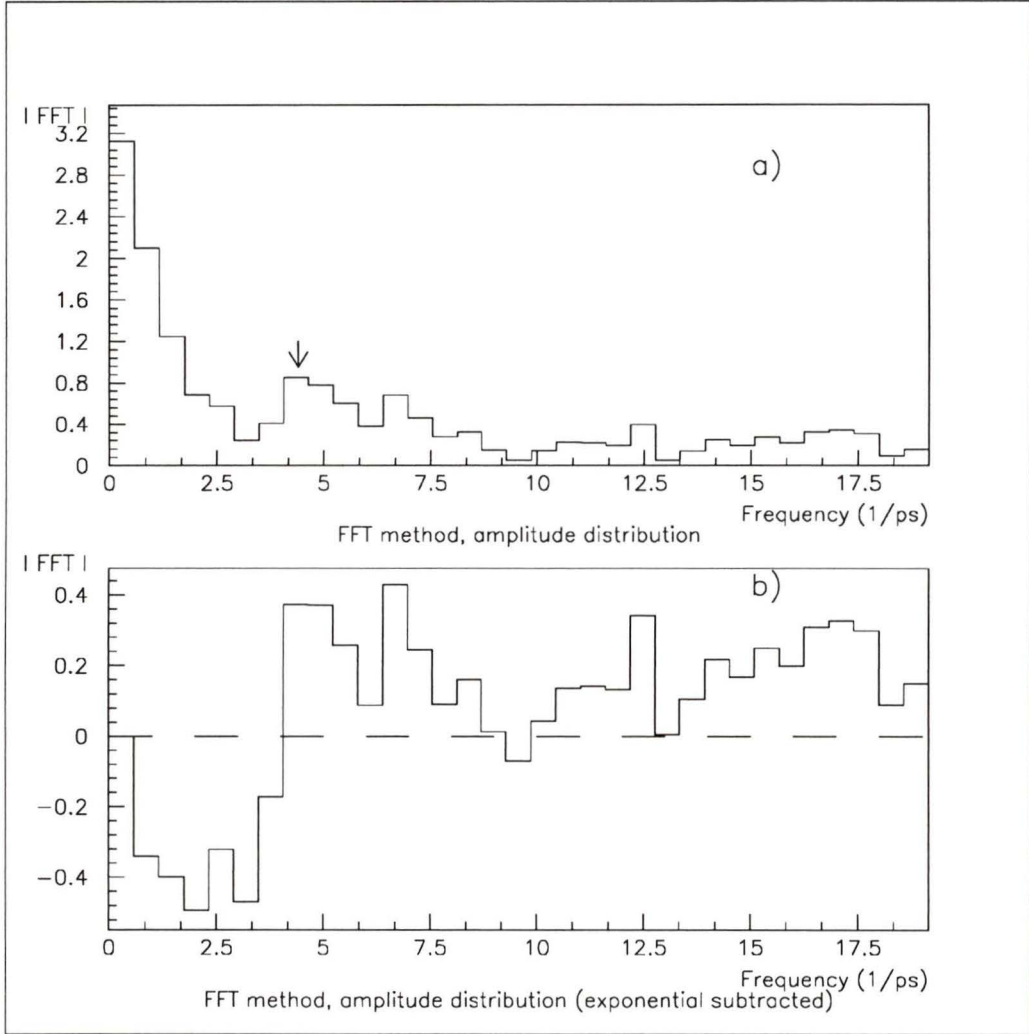 | FFT |
3.2
a)
2.8
2.4
2
1.6
1.2
0.8
0.4
0
0 2.5 5 7.5 10 12.5 15 17.5
Frequency (1/ps)
FFT method, amplitude distribution
| FFT |
b)
0.4
0.2
0
−0.2
−0.4
0 2.5 5 7.5 10 12.5 15 17.5
Frequency (1/ps)
FFT method, amplitude distribution (exponential subtracted)